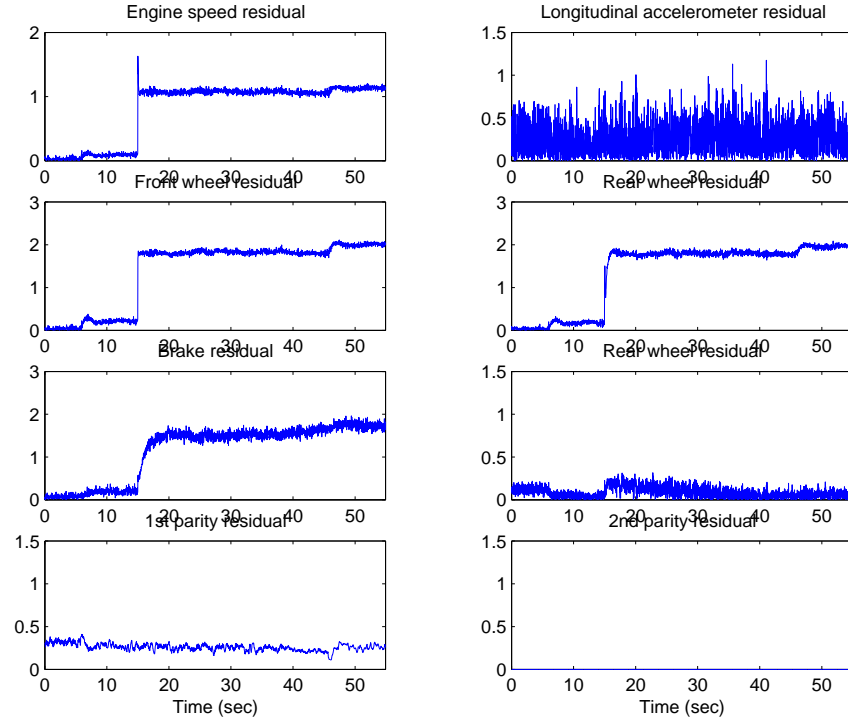 Engine speed residual
Longitudinal accelerometer residual
2
1
0
0 10 20 30 40 50
1.5
1
0.5
0
0 10 20 30 40 50
Front wheel residual
Rear wheel residual
3
2
1
0
0 10 20 30 40 50
3
2
1
0
0 10 20 30 40 50
Brake residual
Rear wheel residual
3
2
1
0
0 10 20 30 40 50
1.5
1
0.5
0
0 10 20 30 40 50
1st parity residual
2nd parity residual
1.5
1
0.5
0
0 10 20 30 40 50
Time (sec)
1.5
1
0.5
0
0 10 20 30 40 50
Time (sec)